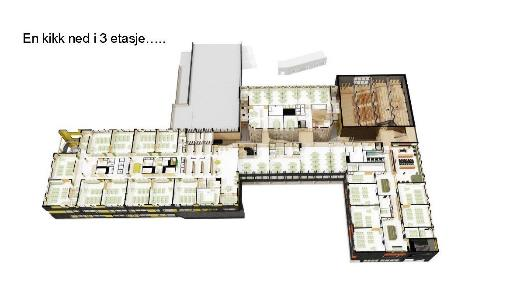 En kikk ned i 3 etasje…..